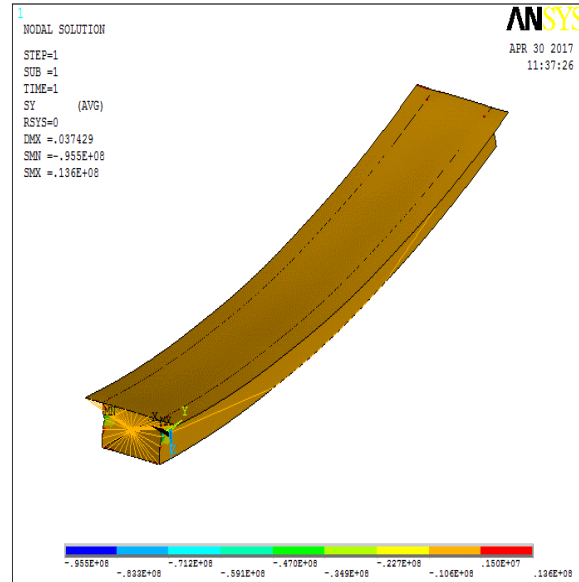 1
NODAL SOLUTION
STEP=1
SUB =1
TIME=1
SY (AVG)
RSYS=0
DMX =.037429
SMN =-.955E+08
SMX =.136E+08
ANSYS
APR 30 2017
11:37:26
MN
X
MX
Y
-.955E+08
-.833E+08
-.712E+08
-.591E+08
-.470E+08
-.349E+08
-.227E+08
-.106E+08
.150E+07
.136E+08